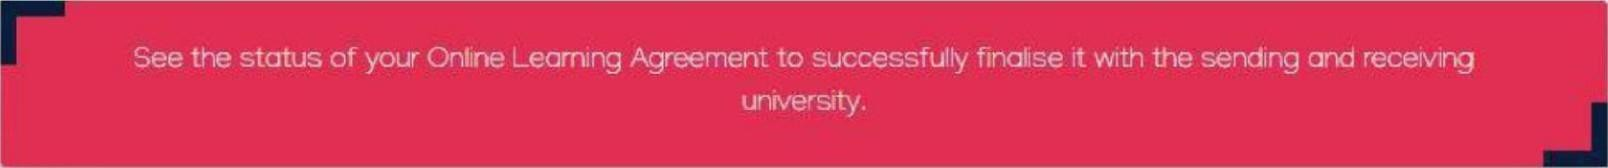 See the status of your Online Learning Agreement to successfully finalise it with the sending and receiving
university.